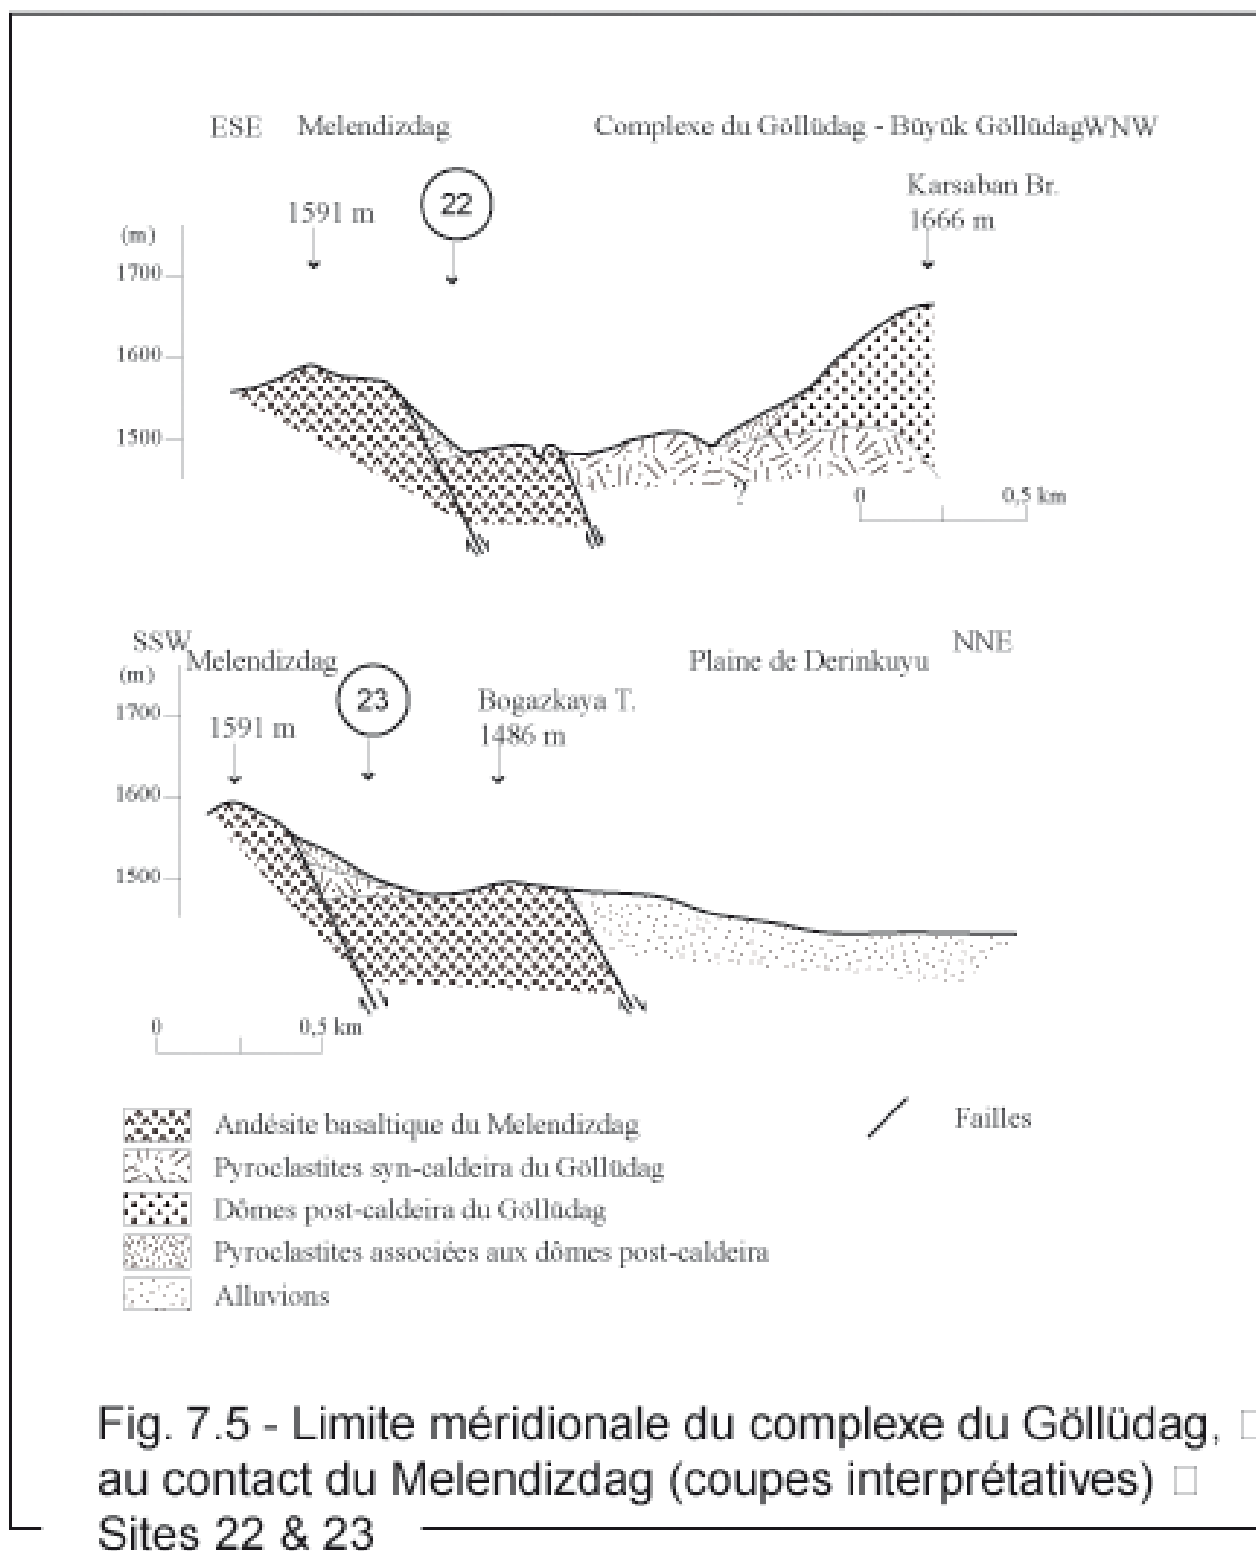 ESE Melendizdag Complexe du Göllüdag - Büyük GöllüdagWNW
22
Karsaban Br.
1666 m
1591 m
(m)
1700
1600
1500
?
0 0,5 km
SSW
Melendizdag
Plaine de Derinkuyu
NNE
(m)
23
Bogazkaya T.
1486 m
1591 m
1700
1600
1500
0 0,5 km
Andésite basaltique du Melendizdag
Failles
Pyroclastites syn-caldeira du Göllüdag
Dômes post-caldeira du Göllüdag
Pyroclastites associées aux dômes post-caldeira
Alluvions
Fig. 7.5 - Limite méridionale du complexe du Göllüdag,
au contact du Melendizdag (coupes interprétatives)
Sites 22 & 23